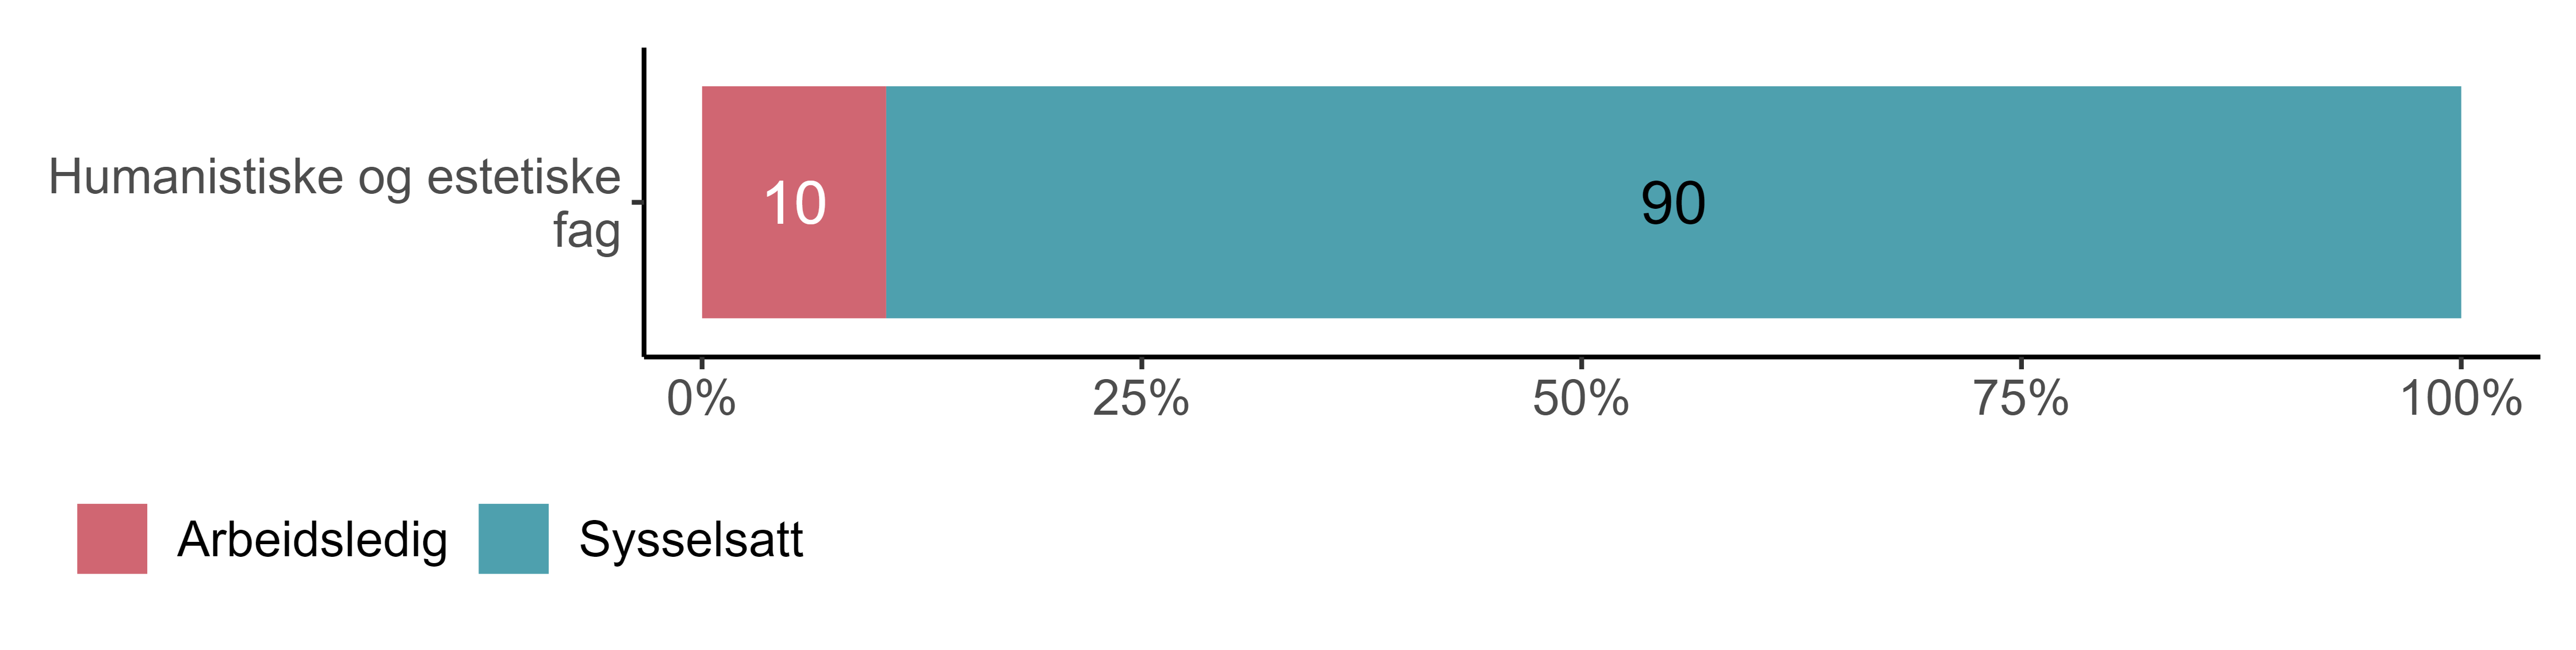 Humanistiske og estetiske
fag
10
90
0%
25%
50%
75%
100%
Arbeidsledig
Sysselsatt